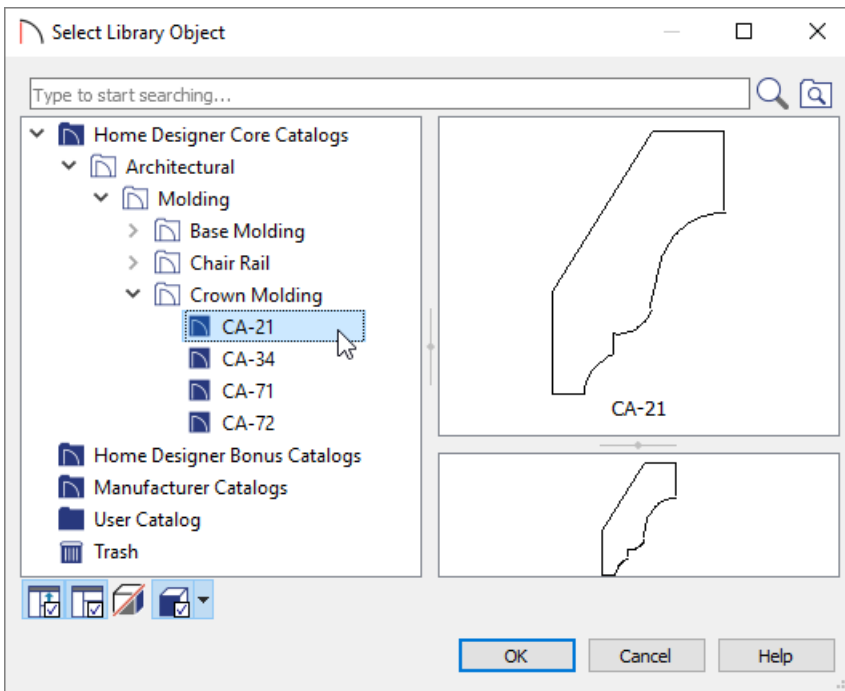 Select Library Object
Type to start searching...
Home Designer Core Catalogs
Architectural
Molding
Base Molding
Chair Rail
Crown Molding
CA-21
CA-34
CA-71
CA-72
Home Designer Bonus Catalogs
Manufacturer Catalogs
User Catalog
Trash
CA-21
OK
Cancel
Help